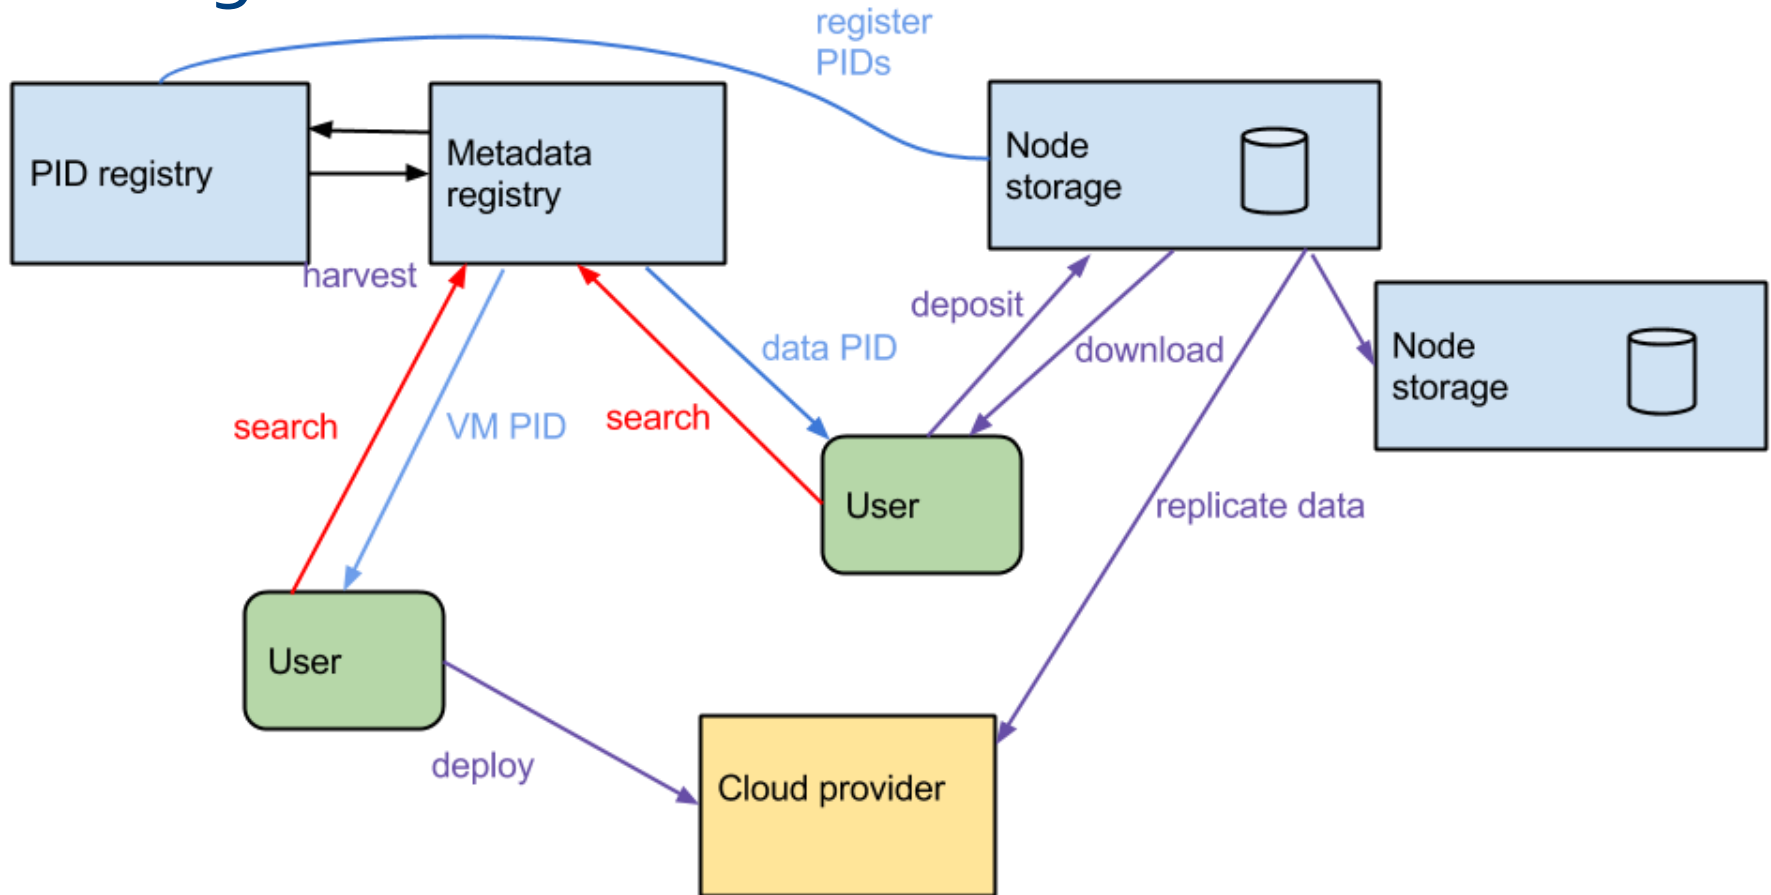 register
PIDs
PID registry
Metadata
registry
Node
storage
harvest
deposit
data PID
download
Node
storage
search
VM PID
search
User
replicate data
User
deploy
Cloud provider